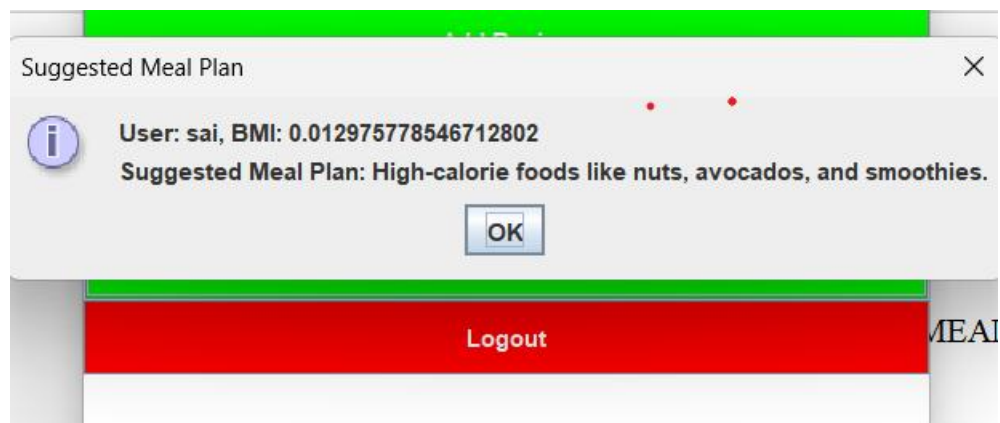 Suggested Meal Plan
User: sai, BMI: 0.012975778546712802
Suggested Meal Plan: High-calorie foods like nuts, avocados, and smoothies.
OK
Logout
MEAL